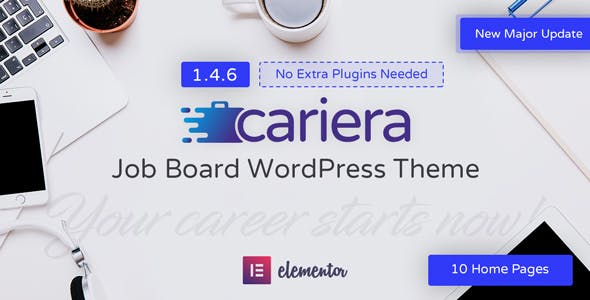 New Major Update
1.4.6
No Extra Plugins Needed
cariera
Job Board WordPress Theme
Your career starts now!
elementor
10 Home Pages